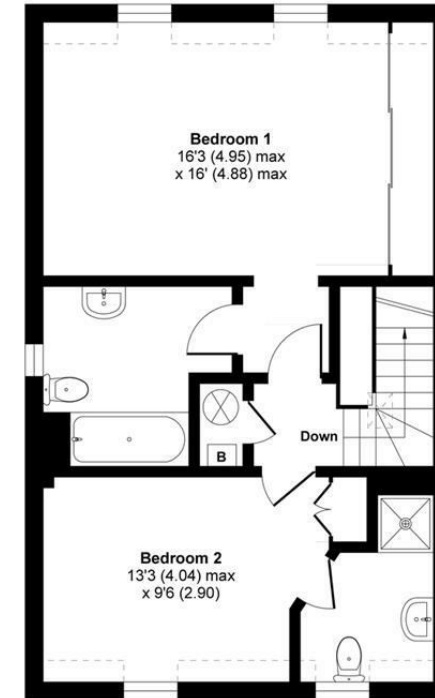 Bedroom 1
16'3 (4.95) max
x 16' (4.88) max
Down
B
Bedroom 2
13'3 (4.04) max
x 9'6 (2.90)